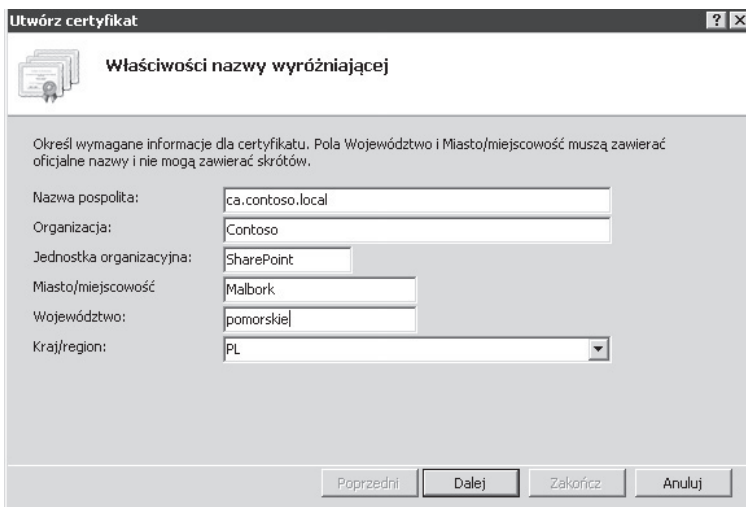 Utwórz certyfikat
Właściwości nazwy wyróżniającej
Określ wymagane informacje dla certyfikatu. Pola Województwo i Miasto/miejscowość muszą zawierać
oficjalne nazwy i nie mogą zawierać skrótów.
Nazwa pospolita: ca.contoso.local
Organizacja: Contoso
Jednostka organizacyjna: SharePoint
Miasto/miejscowość Malbork
Województwo: pomorskie
Kraj/region: PL
Poprzedni Dalej Zakończ Anuluj